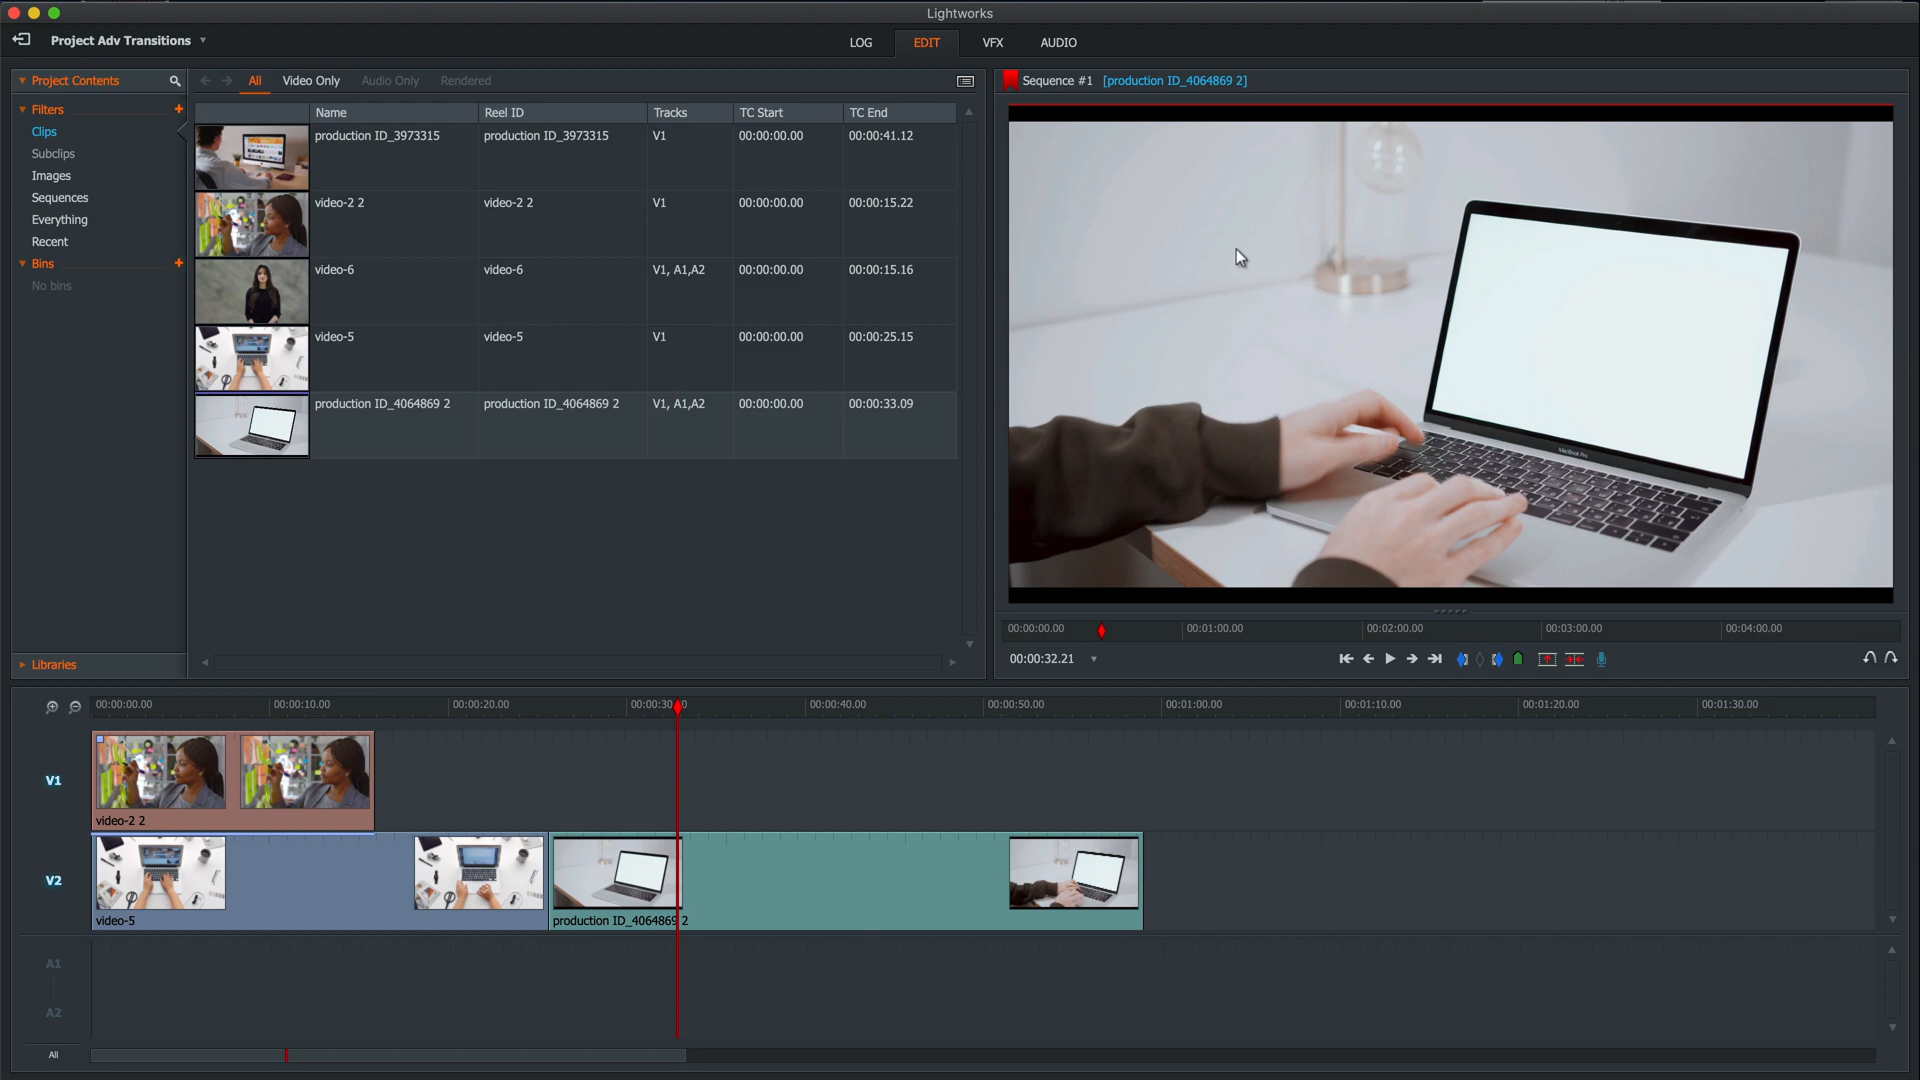 Lightworks
Project Adv Transitions
LOG EDIT VFX AUDIO
Project Contents
All Video Only Audio Only Rendered
Sequence #1 [production ID_4064869 2]
Filters +
Clips
Subclips
Images
Sequences
Everything
Recent
Bins +
No bins
Libraries
Name Reel ID Tracks TC Start TC End
production ID_3973315 production ID_3973315 V1 00:00:00.00 00:00:41.12
video-2 2 video-2 2 V1 00:00:00.00 00:00:15.22
video-6 video-6 V1, A1,A2 00:00:00.00 00:00:15.16
video-5 video-5 V1 00:00:00.00 00:00:25.15
production ID_4064869 2 production ID_4064869 2 V1, A1,A2 00:00:00.00 00:00:33.09
MacBook Pro
00:00:00.00 00:01:00.00 00:02:00.00 00:03:00.00 00:04:00.00
00:00:32.21
00:00:00.00 00:00:10.00 00:00:20.00 00:00:30 0 00:00:40.00 00:00:50.00 00:01:00.00 00:01:10.00 00:01:20.00 00:01:30.00
V1
video-2 2
V2
video-5 production ID_4064869 2
A1
A2
All